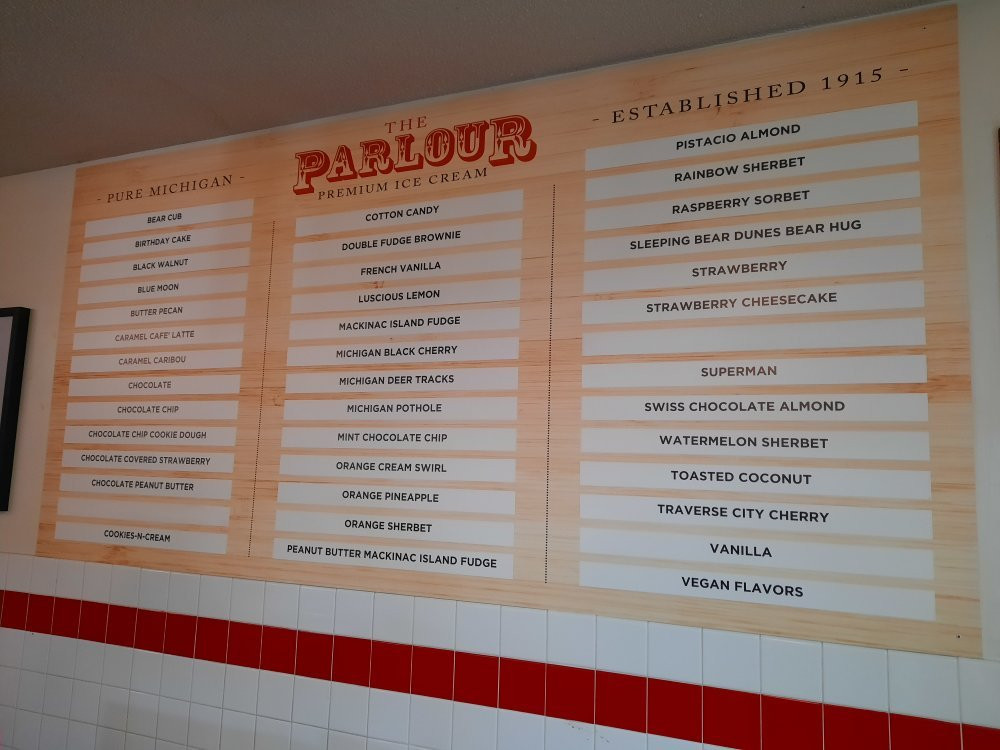 - PURE MICHIGAN -
BEAR CUB
BIRTHDAY CAKE
BLACK WALNUT
BLUE MOON
BUTTER PECAN
CARAMEL CAFE' LATTE
CARAMEL CARIBOU
CHOCOLATE
CHOCOLATE CHIP
CHOCOLATE CHIP COOKIE DOUGH
CHOCOLATE COVERED STRAWBERRY
CHOCOLATE PEANUT BUTTER
COOKIES-N-CREAM
THE
PARLOUR
PREMIUM ICE CREAM
COTTON CANDY
DOUBLE FUDGE BROWNIE
FRENCH VANILLA
LUSCIOUS LEMON
MACKINAC ISLAND FUDGE
MICHIGAN BLACK CHERRY
MICHIGAN DEER TRACKS
MICHIGAN POTHOLE
MINT CHOCOLATE CHIP
ORANGE CREAM SWIRL
ORANGE PINEAPPLE
ORANGE SHERBET
PEANUT BUTTER MACKINAC ISLAND FUDGE
- ESTABLISHED 1915 -
PISTACIO ALMOND
RAINBOW SHERBET
RASPBERRY SORBET
SLEEPING BEAR DUNES BEAR HUG
STRAWBERRY
STRAWBERRY CHEESECAKE
SUPERMAN
SWISS CHOCOLATE ALMOND
WATERMELON SHERBET
TOASTED COCONUT
TRAVERSE CITY CHERRY
VANILLA
VEGAN FLAVORS